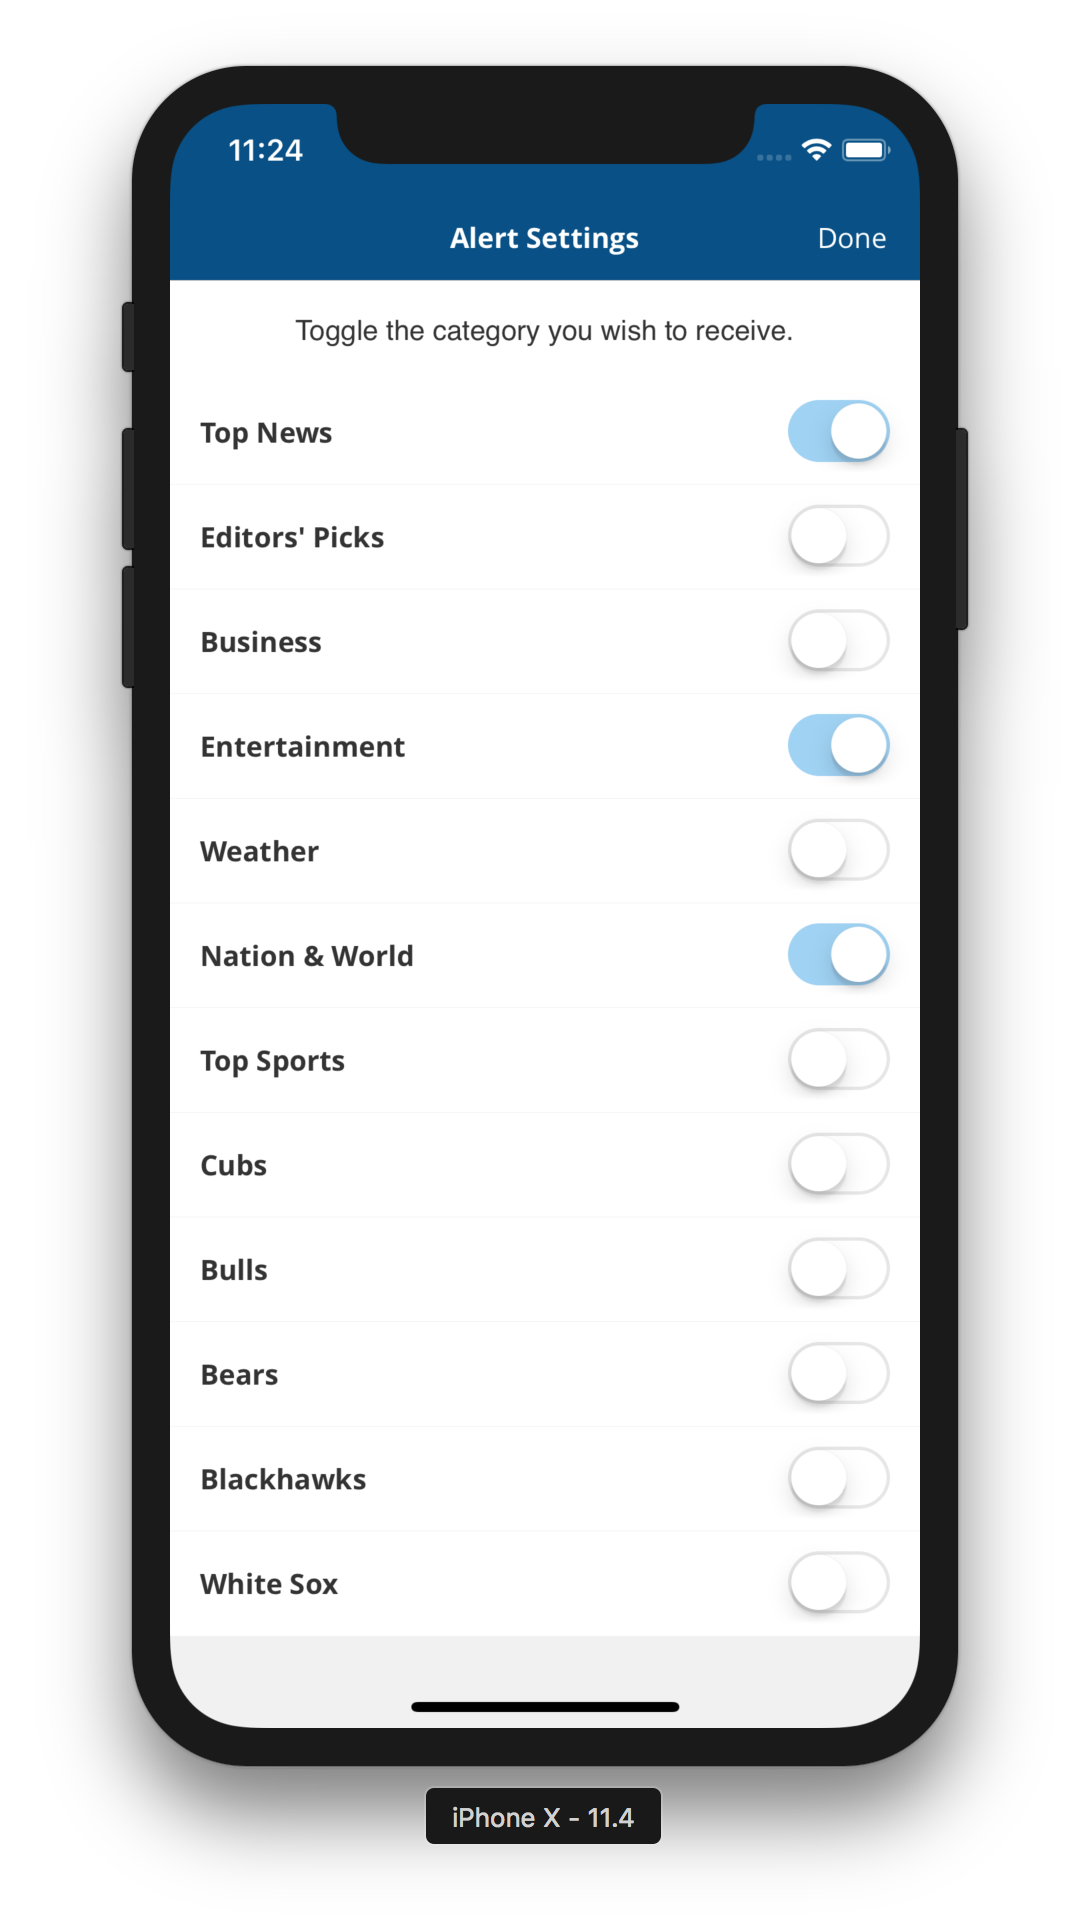 11:24
Alert Settings
Done
Toggle the category you wish to receive.
Top News
Editors' Picks
Business
Entertainment
Weather
Nation & World
Top Sports
Cubs
Bulls
Bears
Blackhawks
White Sox
iPhone X - 11.4